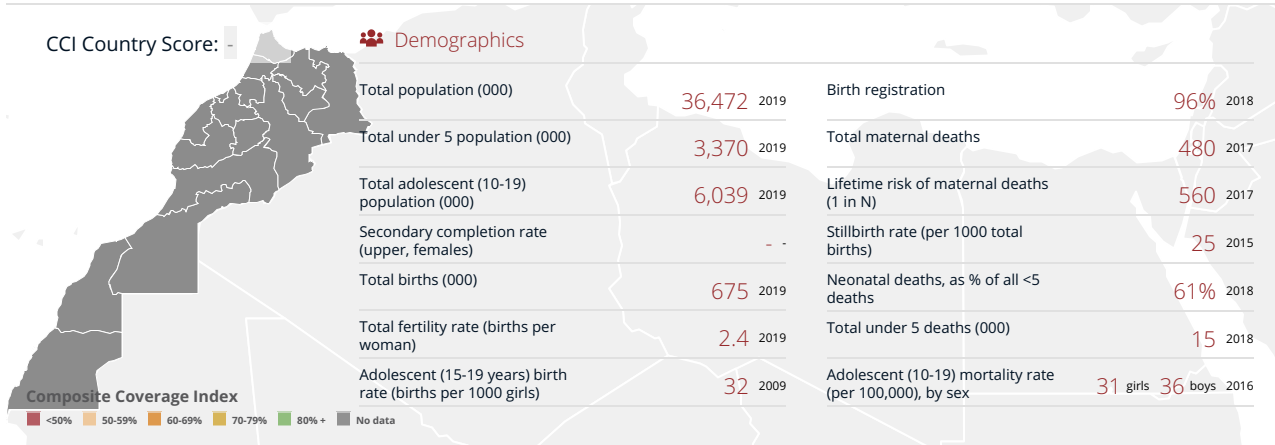 CCI Country Score: -
Demographics
Total population (000)
36,472 2019
Total under 5 population (000)
3,370 2019
Total adolescent (10-19)
population (000)
6,039 2019
Secondary completion rate
(upper, females)
- -
Total births (000)
675 2019
Total fertility rate (births per
woman)
2.4 2019
Adolescent (15-19 years) birth
rate (births per 1000 girls)
32 2009
Birth registration
96% 2018
Total maternal deaths
480 2017
Lifetime risk of maternal deaths
(1 in N)
560 2017
Stillbirth rate (per 1000 total
births)
25 2015
Neonatal deaths, as % of all <5
deaths
61% 2018
Total under 5 deaths (000)
15 2018
Adolescent (10-19) mortality rate
(per 100,000), by sex
31 girls 36 boys 2016
Composite Coverage Index
<50% 50-59% 60-69% 70-79% 80% + No data